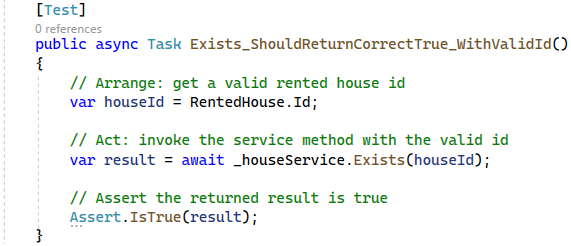 [Test]
0 references
public async Task Exists_ShouldReturnCorrectTrue_WithValidId()
{
// Arrange: get a valid rented house id
var houseId = RentedHouse.Id;
// Act: invoke the service method with the valid id
var result = await _houseService.Exists(houseId);
// Assert the returned result is true
Assert.IsTrue(result);
}